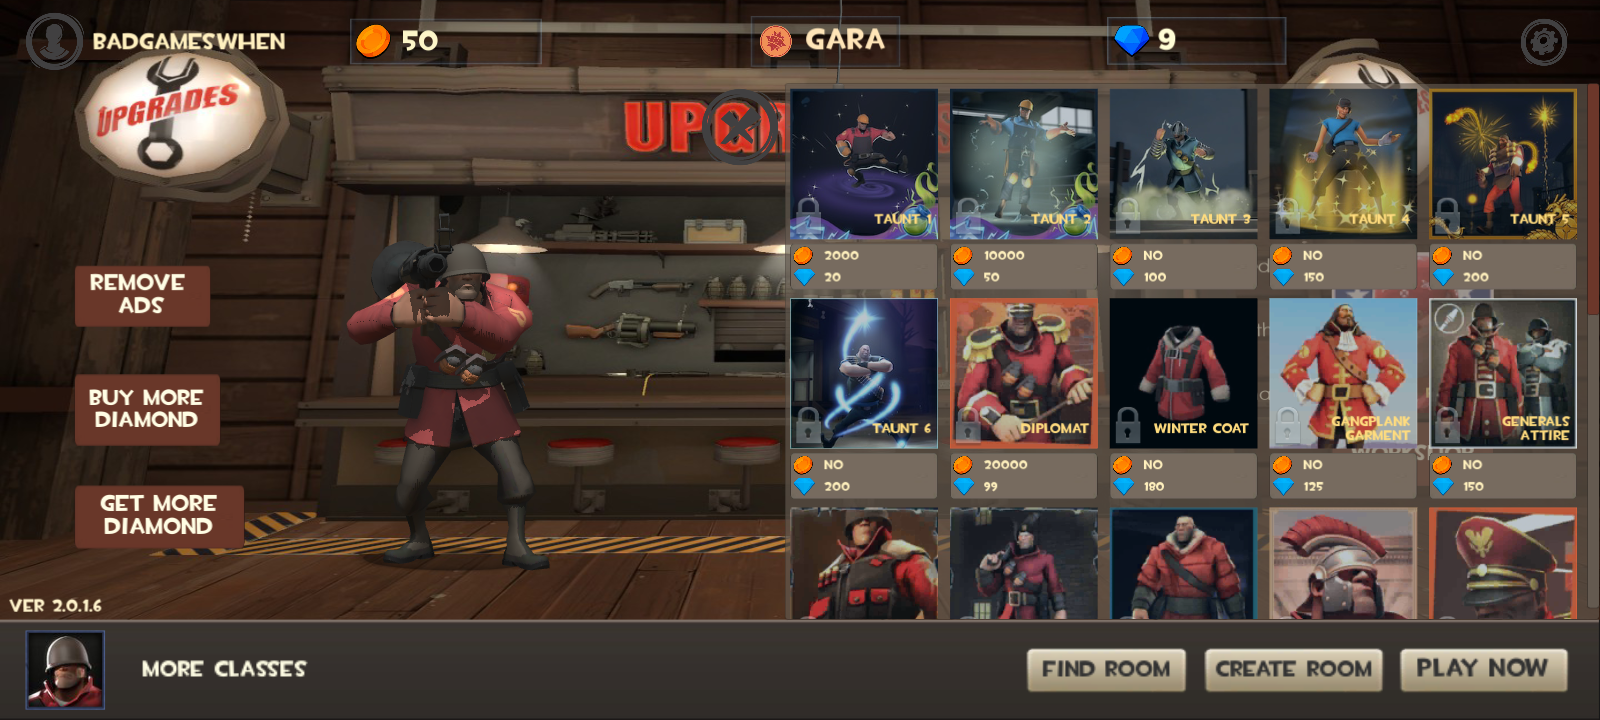 BADGAMESWHEN
50
GARA
9
UPGRADES
UPGR
REMOVE
ADS
BUY MORE
DIAMOND
GET MORE
DIAMOND
VER 2.0.1.6
TAUNT 1
TAUNT 2
TAUNT 3
TAUNT 4
TAUNT 5
2000
20
10000
50
NO
100
NO
150
NO
200
TAUNT 6
DIPLOMAT
WINTER COAT
GANGPLANK
GARMENT
GENERALS
ATTIRE
WORKSHOP
NO
200
20000
99
NO
180
NO
125
NO
150
MORE CLASSES
FIND ROOM
CREATE ROOM
PLAY NOW